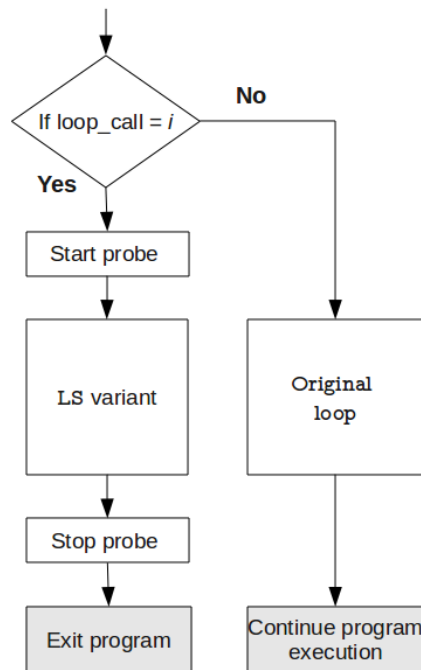 No
If loop_call = i
Yes
Start probe
LS variant
Original
loop
Stop probe
Exit program
Continue program
execution